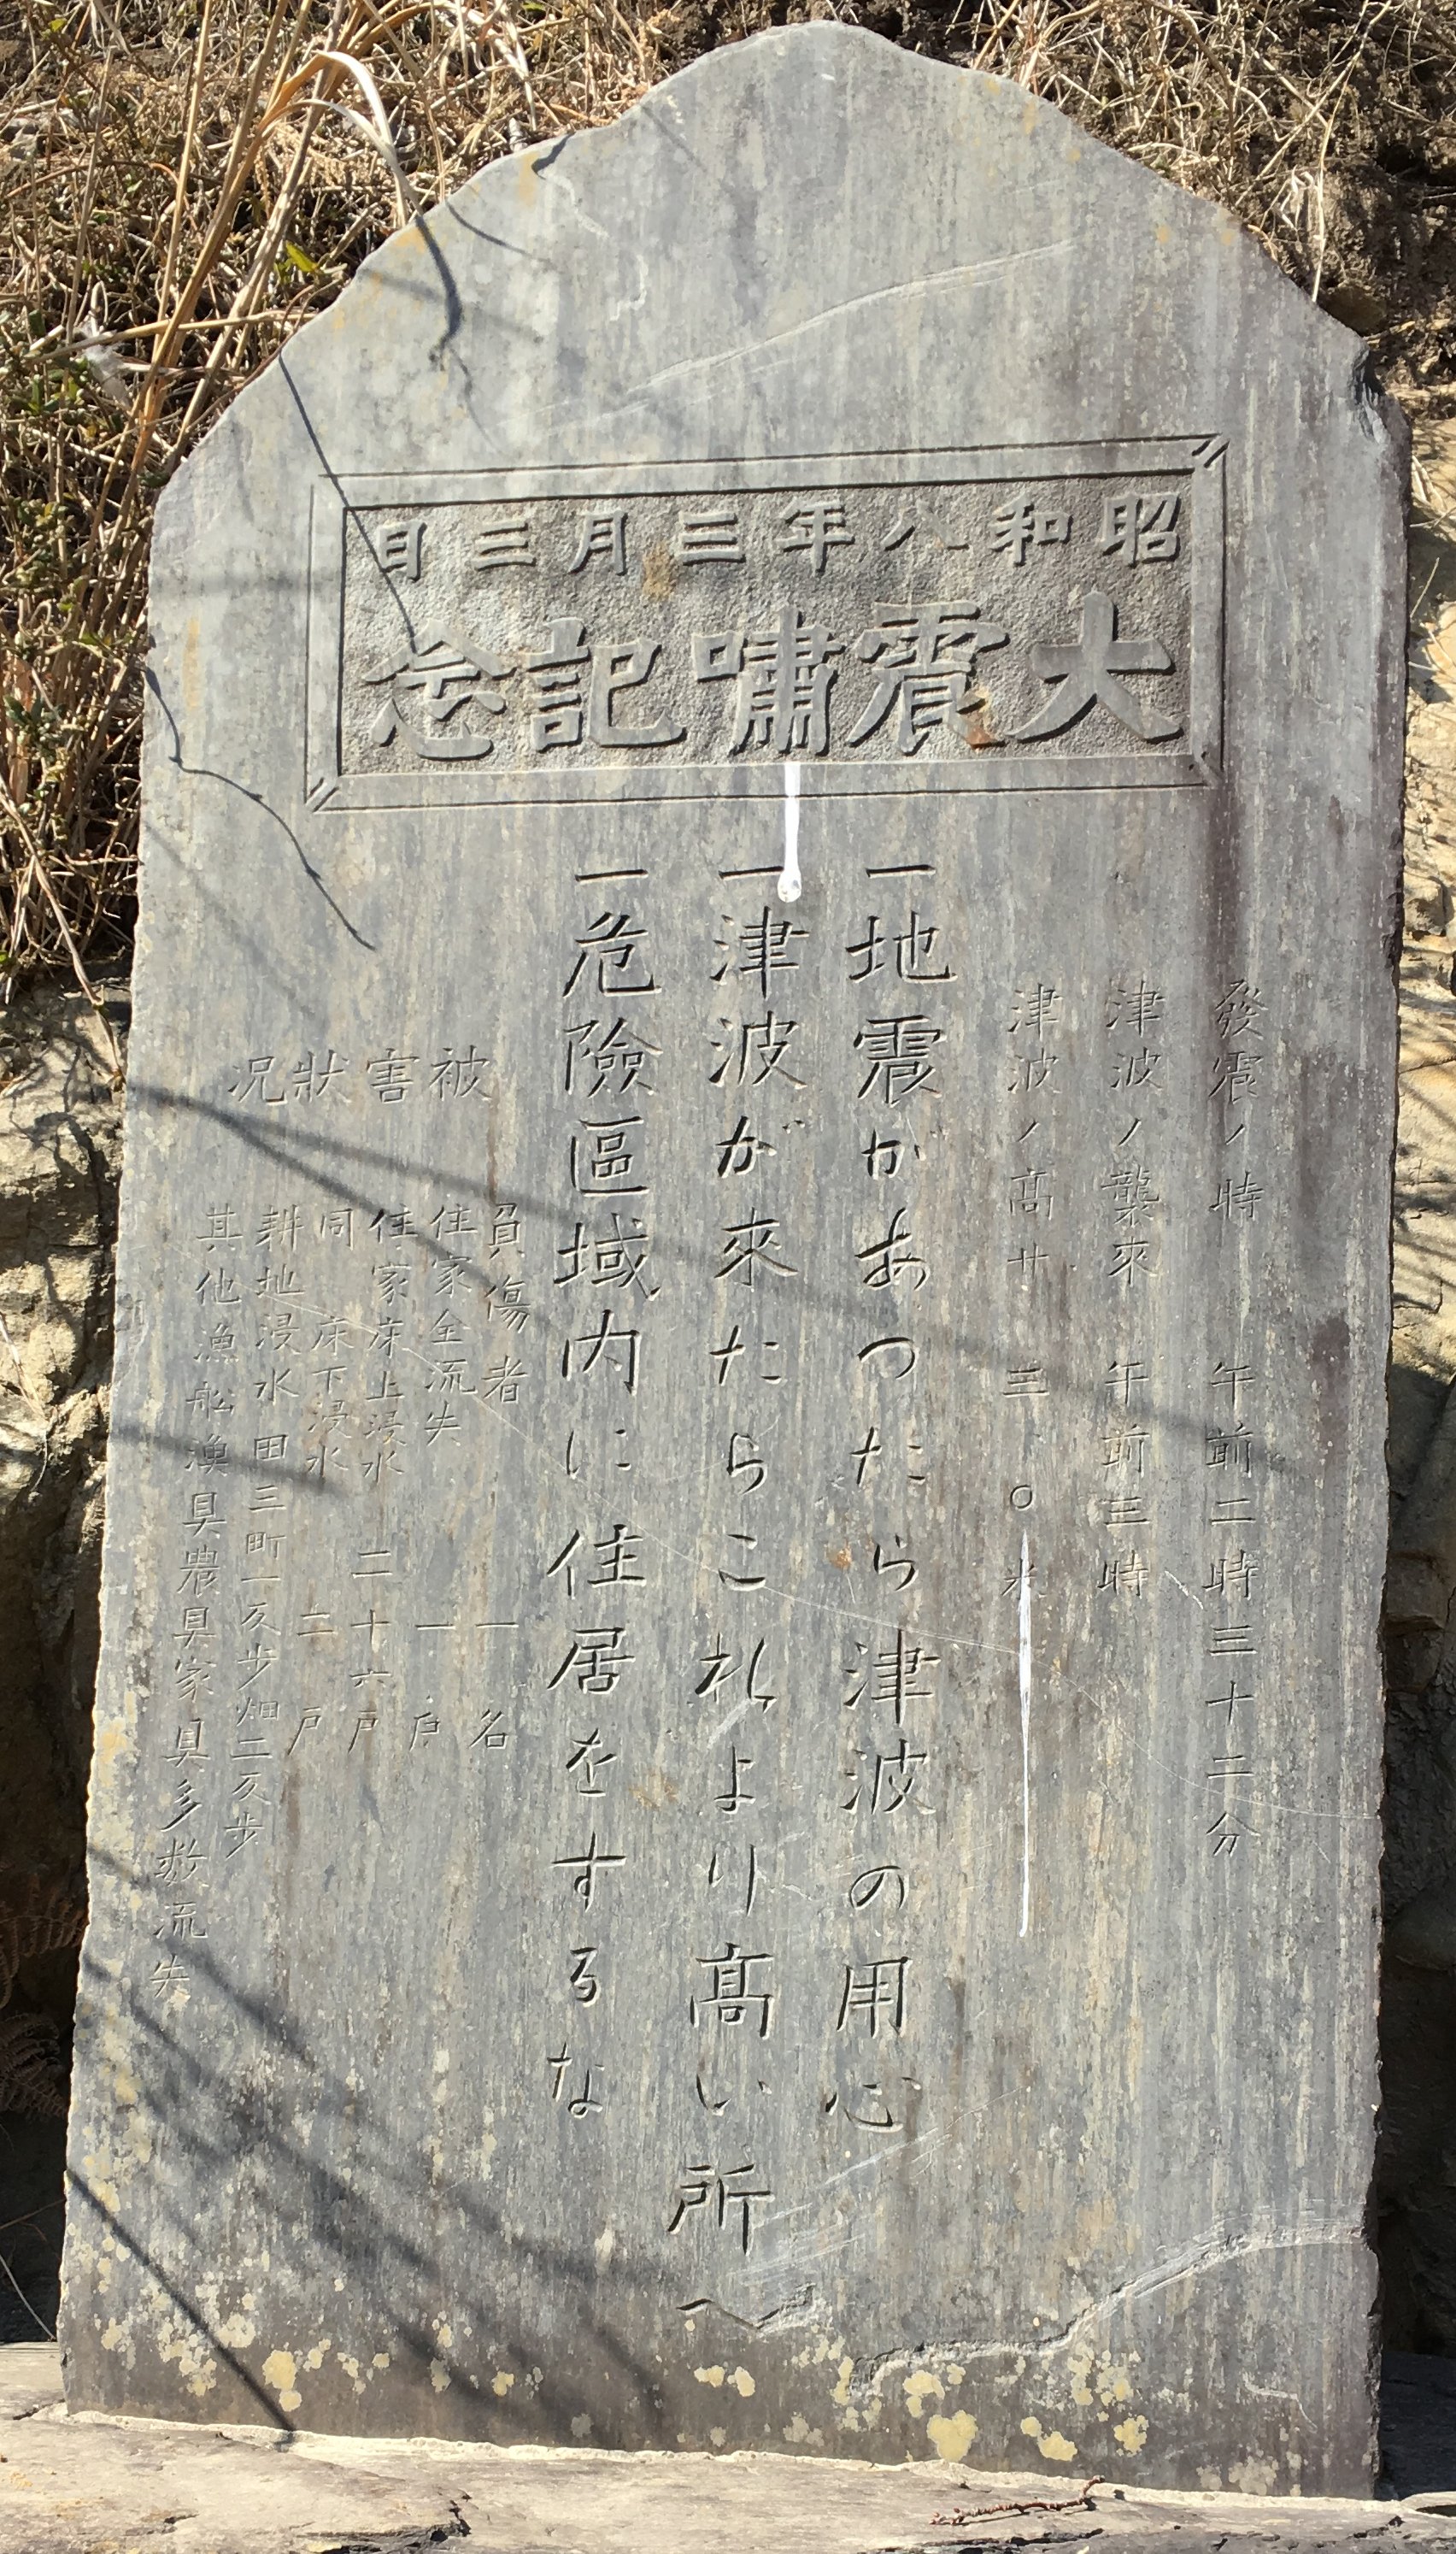 昭和八年三月三日
大震嘯記念
發震ノ時 午前二時三十二分
津波ノ襲來 午前三時
津波ノ高サ 三、〇米
一地震があつたら津波の用心
一津波が來たらこれより高い所へ
一危險區域内に住居をするな
被害狀況
負傷者 一名
住家全流失 一戶
住家床上浸水 二十六戶
同 床下浸水 二戶
耕地浸水 田三町一反步畑二反步
其他漁船漁具農具家具多数流失